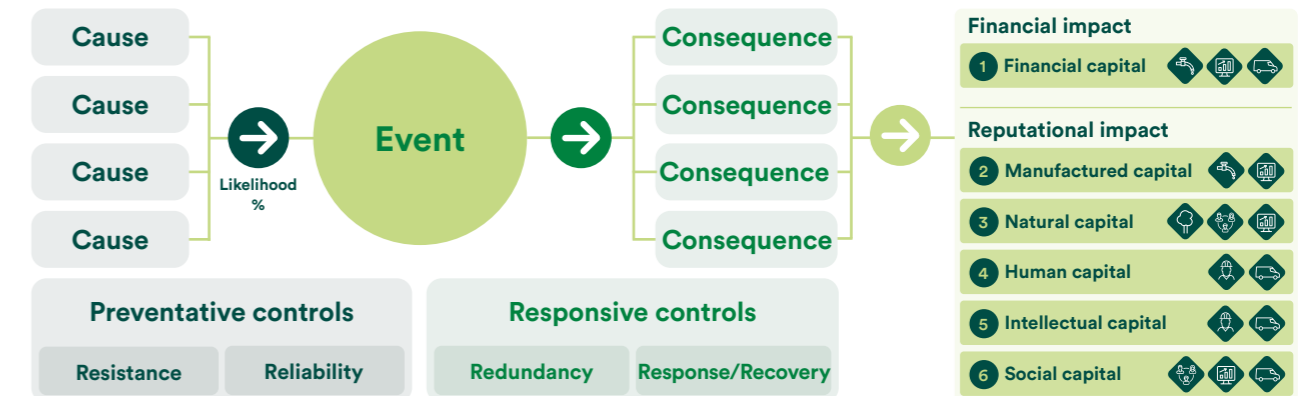 Cause
Cause
Cause
Cause
Likelihood
%
Event
Consequence
Consequence
Consequence
Consequence
Preventative controls
Resistance
Reliability
Responsive controls
Redundancy
Response/Recovery
Financial impact
1 Financial capital
Reputational impact
2 Manufactured capital
3 Natural capital
4 Human capital
5 Intellectual capital
6 Social capital